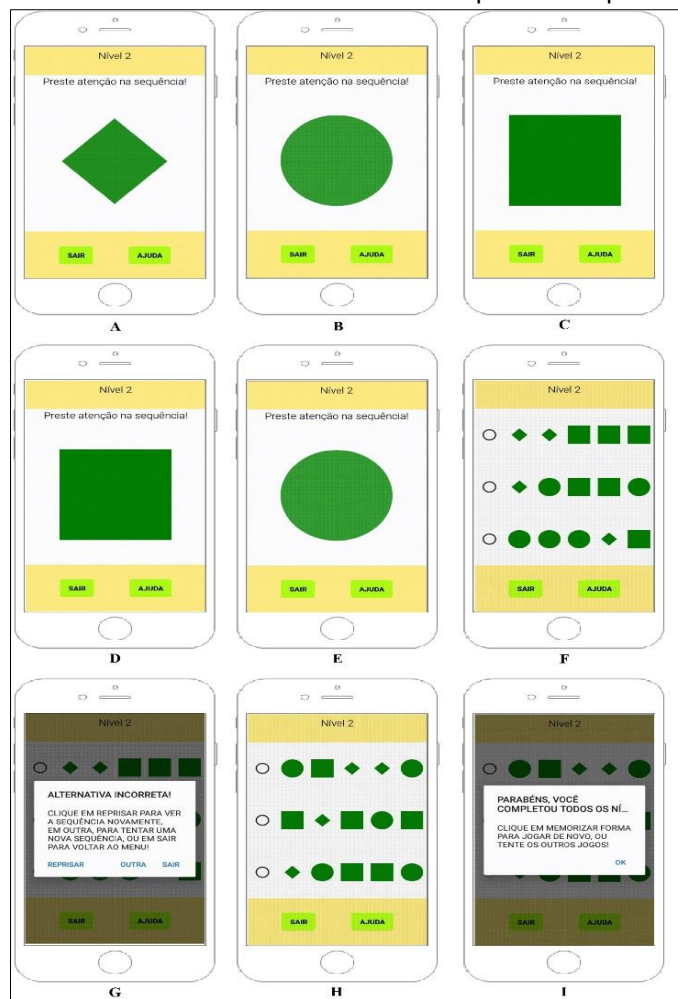 Nível 2
Preste atenção na sequência!
SAIR AJUDA
A
Nível 2
Preste atenção na sequência!
SAIR AJUDA
B
Nível 2
Preste atenção na sequência!
SAIR AJUDA
C
Nível 2
Preste atenção na sequência!
SAIR AJUDA
D
Nível 2
Preste atenção na sequência!
SAIR AJUDA
E
Nível 2
SAIR AJUDA
F
Nível 2
ALTERNATIVA INCORRETA!
CLIQUE EM REPRISAR PARA VER
A SEQUÊNCIA NOVAMENTE,
EM OUTRA, PARA TENTAR UMA
NOVA SEQUÊNCIA, OU EM SAIR
PARA VOLTAR AO MENU!
REPRISAR OUTRA SAIR
SAIR AJUDA
G
Nível 2
SAIR AJUDA
H
Nível 2
PARABÉNS, VOCÊ
COMPLETOU TODOS OS NÍ...
CLIQUE EM MEMORIZAR FORMA
PARA JOGAR DE NOVO, OU
TENTE OS OUTROS JOGOS!
OK
SAIR AJUDA
I